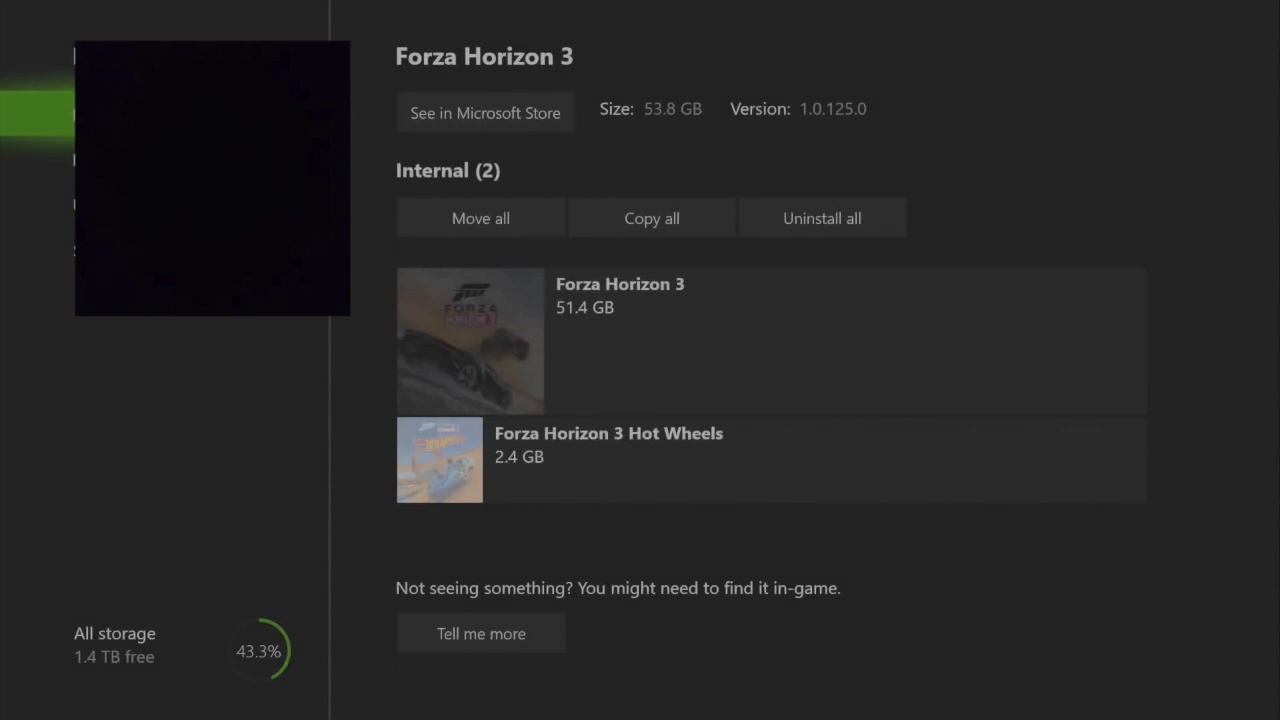 Forza Horizon 3
See in Microsoft Store
Size: 53.8 GB
Version: 1.0.125.0
Internal (2)
Move all
Copy all
Uninstall all
FORZA
HORIZON 3
Forza Horizon 3
51.4 GB
Forza Horizon 3 Hot Wheels
2.4 GB
Not seeing something? You might need to find it in-game.
Tell me more
All storage
1.4 TB free
43.3%